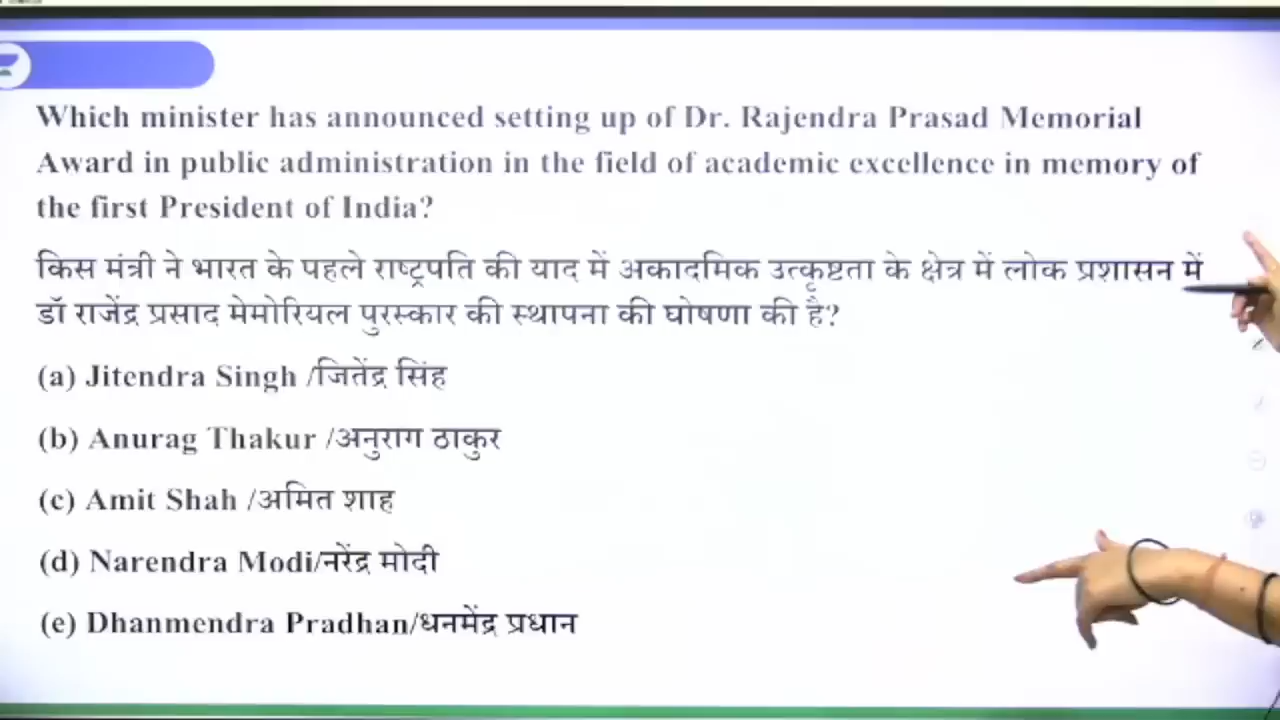 Which minister has announced setting up of Dr. Rajendra Prasad Memorial
Award in public administration in the field of academic excellence in memory of
the first President of India?
किस मंत्री ने भारत के पहले राष्ट्रपति की याद में अकादमिक उत्कृष्टता के क्षेत्र में लोक प्रशासन में
डॉ राजेंद्र प्रसाद मेमोरियल पुरस्कार की स्थापना की घोषणा की है?
(a) Jitendra Singh /जितेंद्र सिंह
(b) Anurag Thakur /अनुराग ठाकुर
(c) Amit Shah /अमित शाह
(d) Narendra Modi/नरेंद्र मोदी
(e) Dhanmendra Pradhan/धनमेंद्र प्रधान